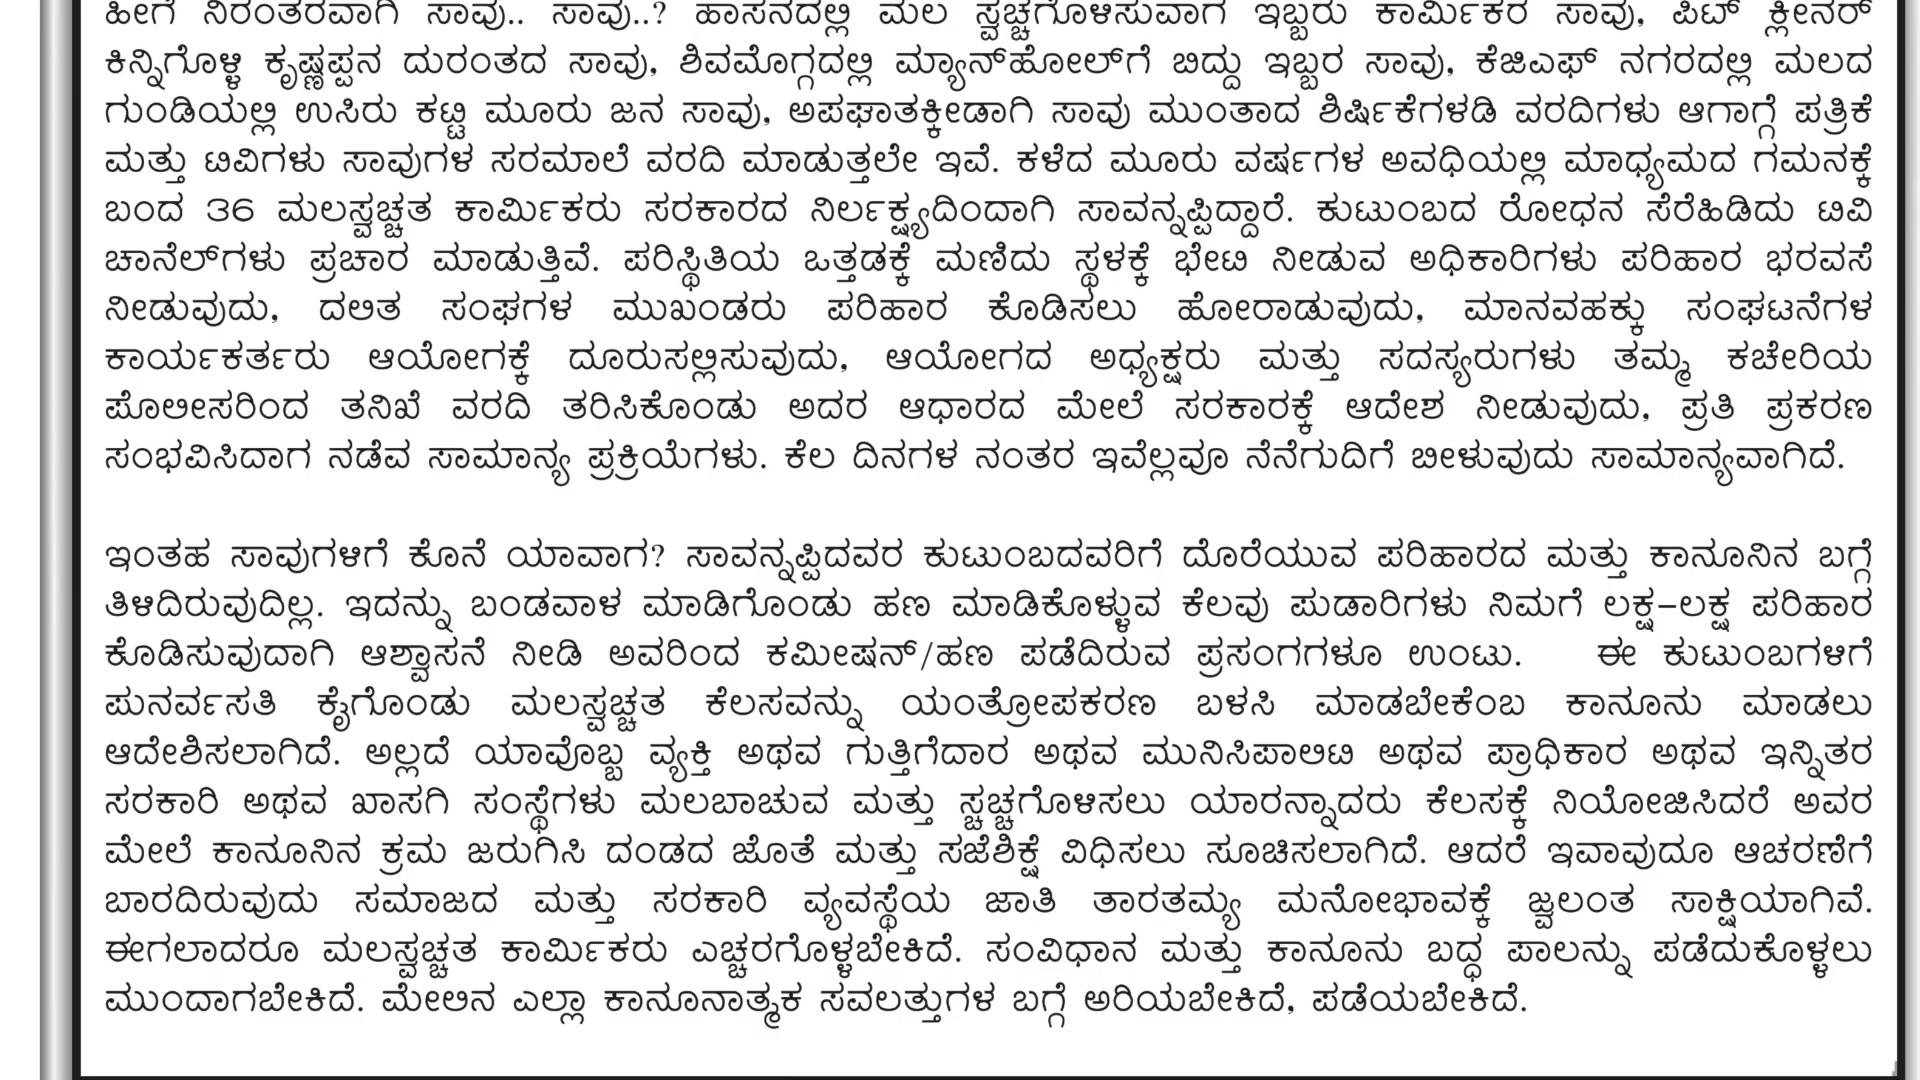 ಹೀಗೆ ನಿರಂತರವಾಗಿ ಸಾವು.. ಸಾವು..? ಹಾಸನದಲ್ಲಿ ಮಲ ಸ್ವಚ್ಚಗೊಳಿಸುವಾಗ ಇಬ್ಬರು ಕಾರ್ಮಿಕರ ಸಾವು, ಪಿಟ್ ಕ್ಲೀನರ್
ಕಿನ್ನಿಗೊಳ್ಳಿ ಕೃಷ್ಣಪ್ಪನ ದುರಂತದ ಸಾವು, ಶಿವಮೊಗ್ಗದಲ್ಲಿ ಮ್ಯಾನ್‌ಹೋಲ್‌ಗೆ ಬಿದ್ದು ಇಬ್ಬರ ಸಾವು, ಕೆಜಿಎಫ್ ನಗರದಲ್ಲಿ ಮಲದ
ಗುಂಡಿಯಲ್ಲಿ ಉಸಿರು ಕಟ್ಟಿ ಮೂರು ಜನ ಸಾವು, ಅಪಘಾತಕ್ಕೀಡಾಗಿ ಸಾವು ಮುಂತಾದ ಶಿರ್ಷಿಕೆಗಳಡಿ ವರದಿಗಳು ಆಗಾಗ್ಗೆ ಪತ್ರಿಕೆ
ಮತ್ತು ಟಿವಿಗಳು ಸಾವುಗಳ ಸರಮಾಲೆ ವರದಿ ಮಾಡುತ್ತಲೇ ಇವೆ. ಕಳೆದ ಮೂರು ವರ್ಷಗಳ ಅವಧಿಯಲ್ಲಿ ಮಾಧ್ಯಮದ ಗಮನಕ್ಕೆ
ಬಂದ 36 ಮಲಸ್ವಚ್ಚತ ಕಾರ್ಮಿಕರು ಸರಕಾರದ ನಿರ್ಲಕ್ಷ್ಯದಿಂದಾಗಿ ಸಾವನ್ನಪ್ಪಿದ್ದಾರೆ. ಕುಟುಂಬದ ರೋಧನ ಸೆರೆಹಿಡಿದು ಟಿವಿ
ಚಾನೆಲ್‌ಗಳು ಪ್ರಚಾರ ಮಾಡುತ್ತಿವೆ. ಪರಿಸ್ಥಿತಿಯ ಒತ್ತಡಕ್ಕೆ ಮಣಿದು ಸ್ಥಳಕ್ಕೆ ಭೇಟಿ ನೀಡುವ ಅಧಿಕಾರಿಗಳು ಪರಿಹಾರ ಭರವಸೆ
ನೀಡುವುದು, ದಲಿತ ಸಂಘಗಳ ಮುಖಂಡರು ಪರಿಹಾರ ಕೊಡಿಸಲು ಹೋರಾಡುವುದು, ಮಾನವಹಕ್ಕು ಸಂಘಟನೆಗಳ
ಕಾರ್ಯಕರ್ತರು ಆಯೋಗಕ್ಕೆ ದೂರುಸಲ್ಲಿಸುವುದು, ಆಯೋಗದ ಅಧ್ಯಕ್ಷರು ಮತ್ತು ಸದಸ್ಯರುಗಳು ತಮ್ಮ ಕಚೇರಿಯ
ಪೊಲೀಸರಿಂದ ತನಿಖೆ ವರದಿ ತರಿಸಿಕೊಂಡು ಅದರ ಆಧಾರದ ಮೇಲೆ ಸರಕಾರಕ್ಕೆ ಆದೇಶ ನೀಡುವುದು, ಪ್ರತಿ ಪ್ರಕರಣ
ಸಂಭವಿಸಿದಾಗ ನಡೆವ ಸಾಮಾನ್ಯ ಪ್ರಕ್ರಿಯೆಗಳು. ಕೆಲ ದಿನಗಳ ನಂತರ ಇವೆಲ್ಲವೂ ನೆನೆಗುದಿಗೆ ಬೀಳುವುದು ಸಾಮಾನ್ಯವಾಗಿದೆ.
ಇಂತಹ ಸಾವುಗಳಿಗೆ ಕೊನೆ ಯಾವಾಗ? ಸಾವನ್ನಪ್ಪಿದವರ ಕುಟುಂಬದವರಿಗೆ ದೊರೆಯುವ ಪರಿಹಾರದ ಮತ್ತು ಕಾನೂನಿನ ಬಗ್ಗೆ
ತಿಳಿದಿರುವುದಿಲ್ಲ. ಇದನ್ನು ಬಂಡವಾಳ ಮಾಡಿಗೊಂಡು ಹಣ ಮಾಡಿಕೊಳ್ಳುವ ಕೆಲವು ಪುಡಾರಿಗಳು ನಿಮಗೆ ಲಕ್ಷ–ಲಕ್ಷ ಪರಿಹಾರ
ಕೊಡಿಸುವುದಾಗಿ ಆಶ್ವಾಸನೆ ನೀಡಿ ಅವರಿಂದ ಕಮೀಷನ್/ಹಣ ಪಡೆದಿರುವ ಪ್ರಸಂಗಗಳೂ ಉಂಟು. ಈ ಕುಟುಂಬಗಳಿಗೆ
ಪುನರ್ವಸತಿ ಕೈಗೊಂಡು ಮಲಸ್ವಚ್ಚತ ಕೆಲಸವನ್ನು ಯಂತ್ರೋಪಕರಣ ಬಳಸಿ ಮಾಡಬೇಕೆಂಬ ಕಾನೂನು ಮಾಡಲು
ಆದೇಶಿಸಲಾಗಿದೆ. ಅಲ್ಲದೆ ಯಾವೊಬ್ಬ ವ್ಯಕ್ತಿ ಅಥವ ಗುತ್ತಿಗೆದಾರ ಅಥವ ಮುನಿಸಿಪಾಲಿಟಿ ಅಥವ ಪ್ರಾಧಿಕಾರ ಅಥವ ಇನ್ನಿತರ
ಸರಕಾರಿ ಅಥವ ಖಾಸಗಿ ಸಂಸ್ಥೆಗಳು ಮಲಬಾಚುವ ಮತ್ತು ಸ್ಚಚ್ಚಗೊಳಿಸಲು ಯಾರನ್ನಾದರು ಕೆಲಸಕ್ಕೆ ನಿಯೋಜಿಸಿದರೆ ಅವರ
ಮೇಲೆ ಕಾನೂನಿನ ಕ್ರಮ ಜರುಗಿಸಿ ದಂಡದ ಜೊತೆ ಮತ್ತು ಸಜೆಶಿಕ್ಷೆ ವಿಧಿಸಲು ಸೂಚಿಸಲಾಗಿದೆ. ಆದರೆ ಇವಾವುದೂ ಆಚರಣೆಗೆ
ಬಾರದಿರುವುದು ಸಮಾಜದ ಮತ್ತು ಸರಕಾರಿ ವ್ಯವಸ್ಥೆಯ ಜಾತಿ ತಾರತಮ್ಯ ಮನೋಭಾವಕ್ಕೆ ಜ್ವಲಂತ ಸಾಕ್ಷಿಯಾಗಿವೆ.
ಈಗಲಾದರೂ ಮಲಸ್ವಚ್ಚತ ಕಾರ್ಮಿಕರು ಎಚ್ಚರಗೊಳ್ಳಬೇಕಿದೆ. ಸಂವಿಧಾನ ಮತ್ತು ಕಾನೂನು ಬದ್ಧ ಪಾಲನ್ನು ಪಡೆದುಕೊಳ್ಳಲು
ಮುಂದಾಗಬೇಕಿದೆ. ಮೇಲಿನ ಎಲ್ಲಾ ಕಾನೂನಾತ್ಮಕ ಸವಲತ್ತುಗಳ ಬಗ್ಗೆ ಅರಿಯಬೇಕಿದೆ, ಪಡೆಯಬೇಕಿದೆ.